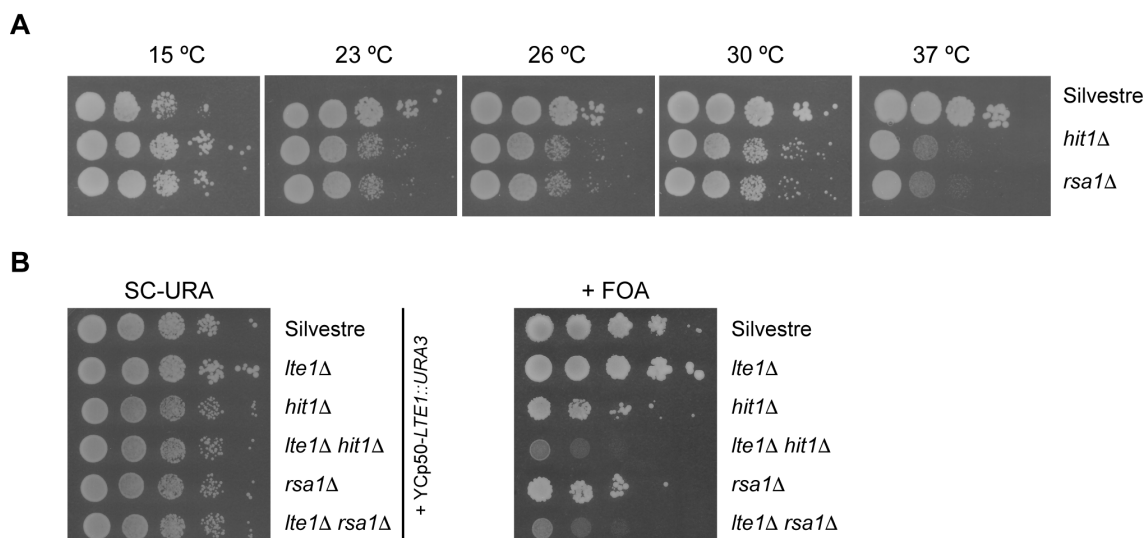 A
15 ºC 23 ºC 26 ºC 30 ºC 37 ºC
Silvestre
hit1Δ
rsa1Δ
B
SC-URA + FOA
Silvestre Silvestre
lte1Δ lte1Δ
hit1Δ hit1Δ
lte1Δ hit1Δ lte1Δ hit1Δ
rsa1Δ rsa1Δ
lte1Δ rsa1Δ lte1Δ rsa1Δ
+ YCp50-LTE1::URA3